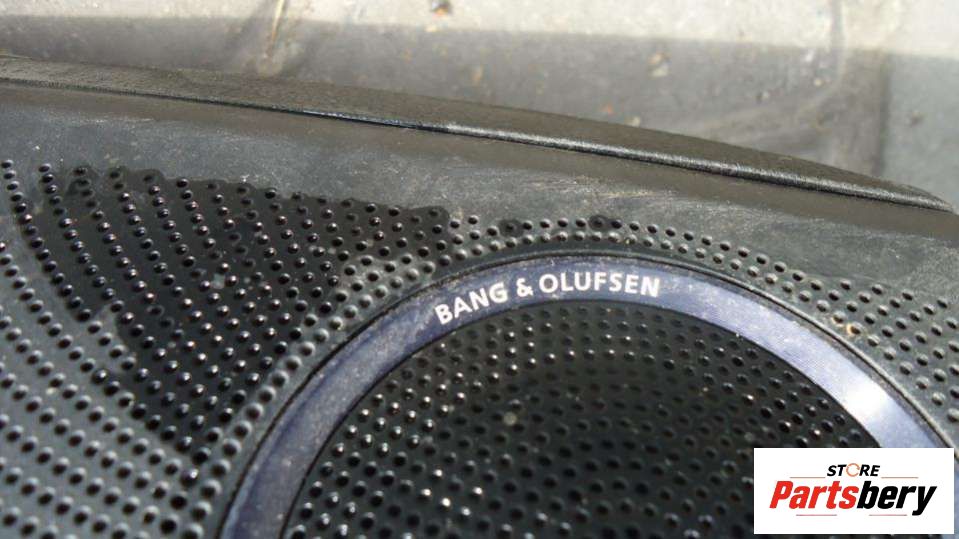 BANG & OLUFSEN
STORE
Partsbery